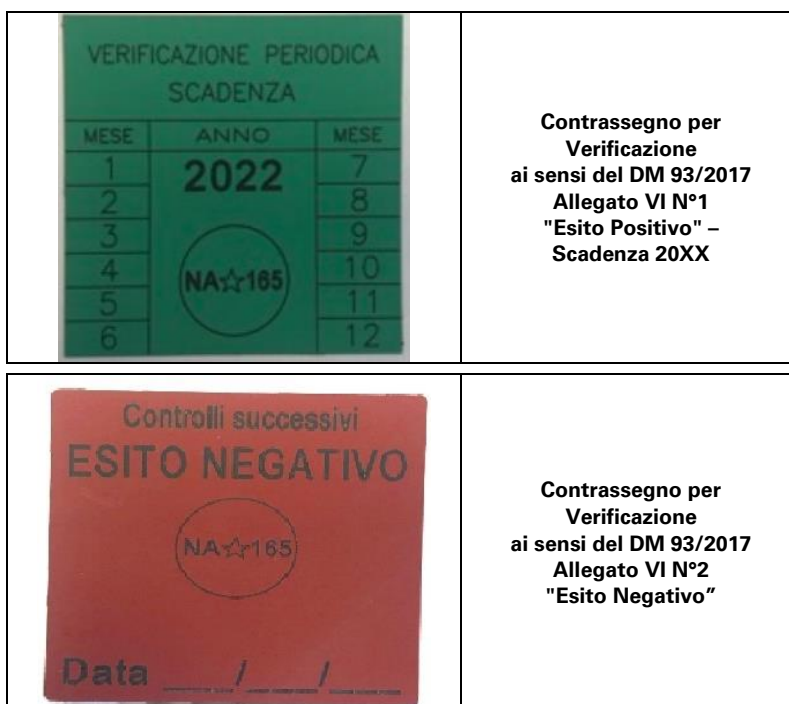 VERIFICAZIONE PERIODICA
SCADENZA
MESE ANNO MESE
1 2022 7
2 8
3 9
4 NA☆165 10
5 11
6 12
Contrassegno per
Verificazione
ai sensi del DM 93/2017
Allegato VI N°1
"Esito Positivo" –
Scadenza 20XX
Controlli successivi
ESITO NEGATIVO
NA☆165
Data ___/___/___
Contrassegno per
Verificazione
ai sensi del DM 93/2017
Allegato VI N°2
"Esito Negativo”